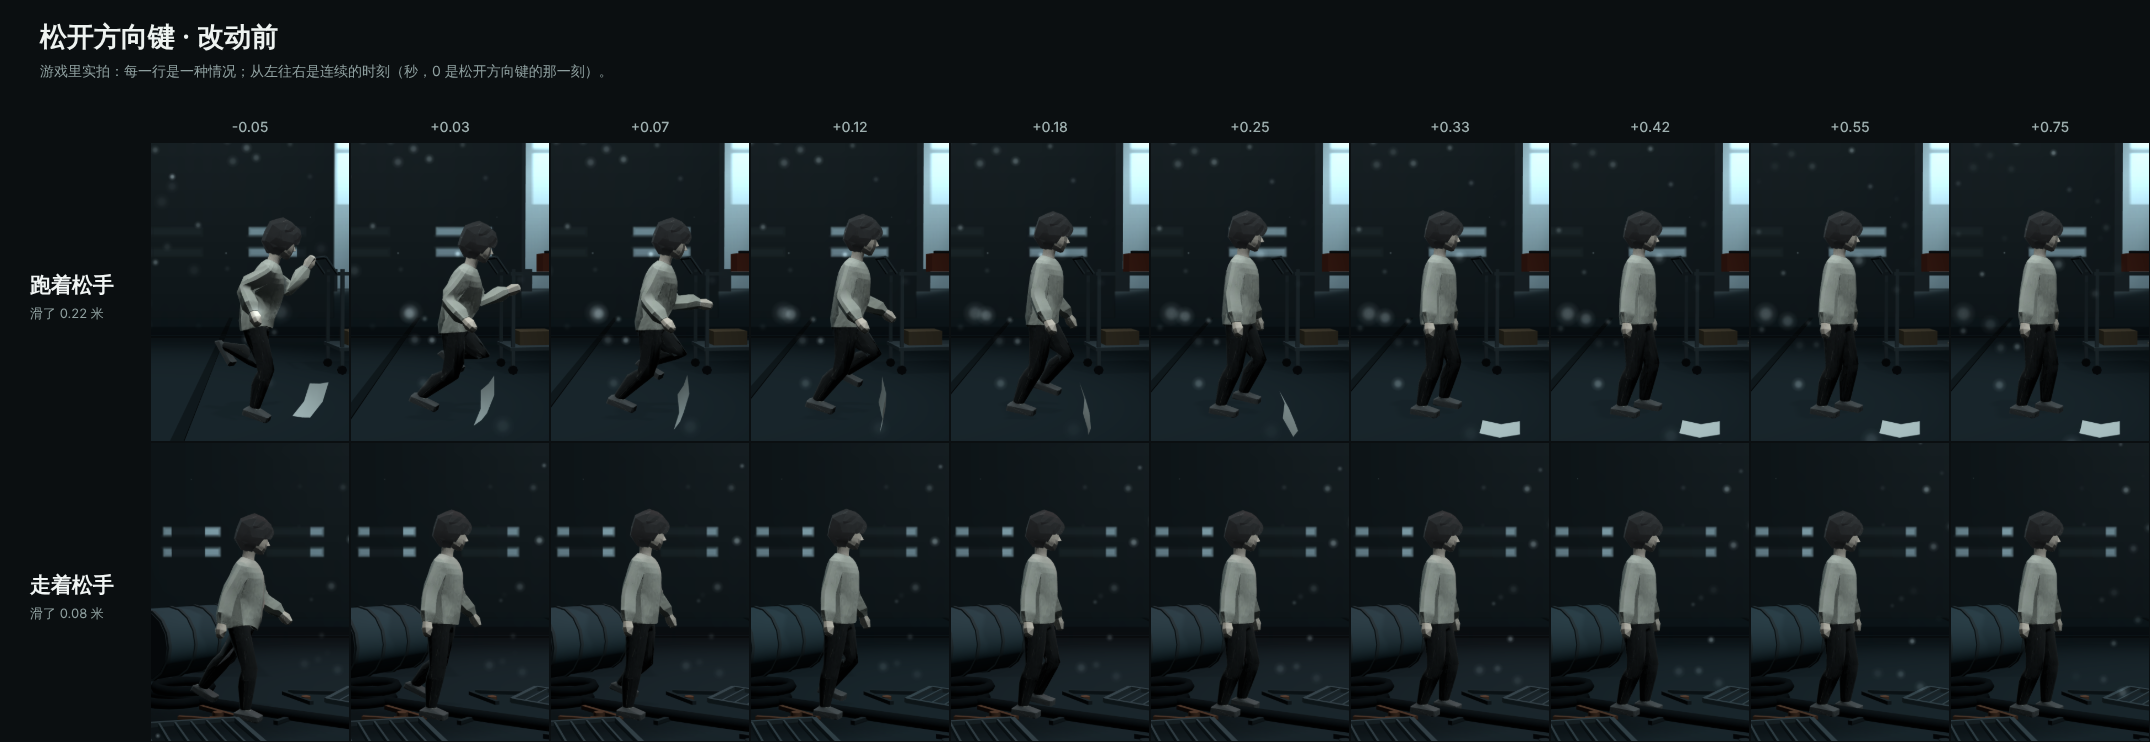 松开方向键 · 改动前
游戏里实拍：每一行是一种情况；从左往右是连续的时刻（秒，0 是松开方向键的那一刻）。
-0.05 +0.03 +0.07 +0.12 +0.18 +0.25 +0.33 +0.42 +0.55 +0.75
跑着松手
滑了 0.22 米
走着松手
滑了 0.08 米